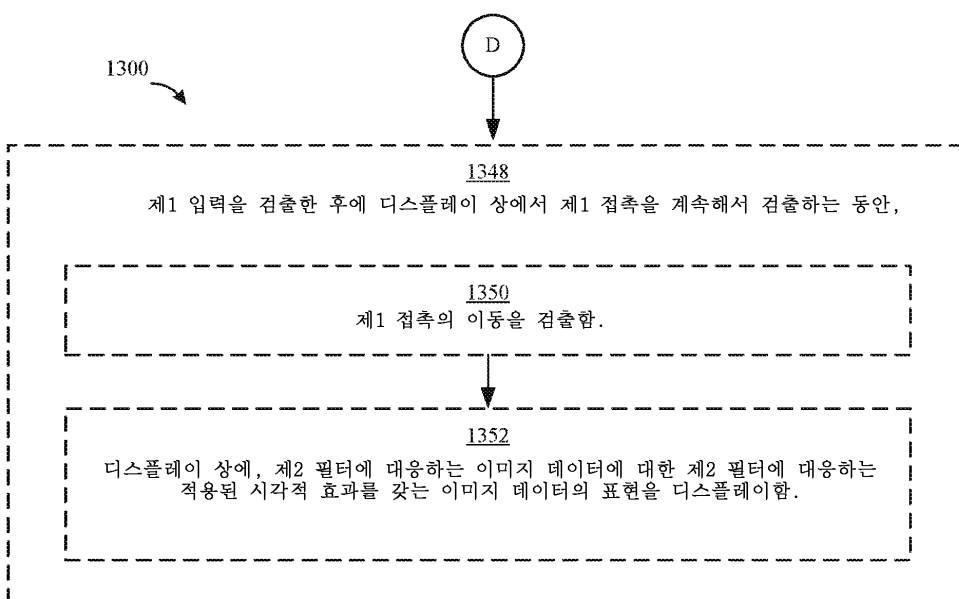 D
1300
1348
제1 입력을 검출한 후에 디스플레이 상에서 제1 접촉을 계속해서 검출하는 동안,
1350
제1 접촉의 이동을 검출함.
1352
디스플레이 상에, 제2 필터에 대응하는 이미지 데이터에 대한 제2 필터에 대응하는
적용된 시각적 효과를 갖는 이미지 데이터의 표현을 디스플레이함.